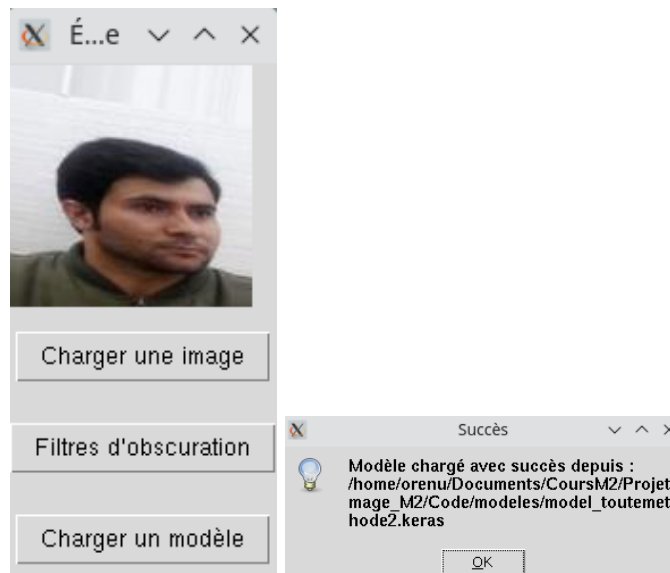 É...e
Charger une image
Filtres d'obscuration
Charger un modèle
Succès
Modèle chargé avec succès depuis :
/home/orenu/Documents/CoursM2/Projet
mage_M2/Code/modeles/model_toutemet
hode2.keras
OK